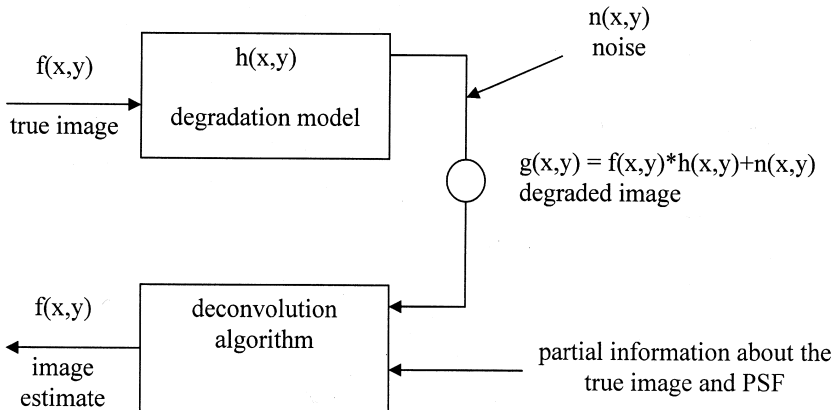 f(x,y)
true image
h(x,y)
degradation model
n(x,y)
noise
g(x,y) = f(x,y)*h(x,y)+n(x,y)
degraded image
f(x,y)
image
estimate
deconvolution
algorithm
partial information about the
true image and PSF